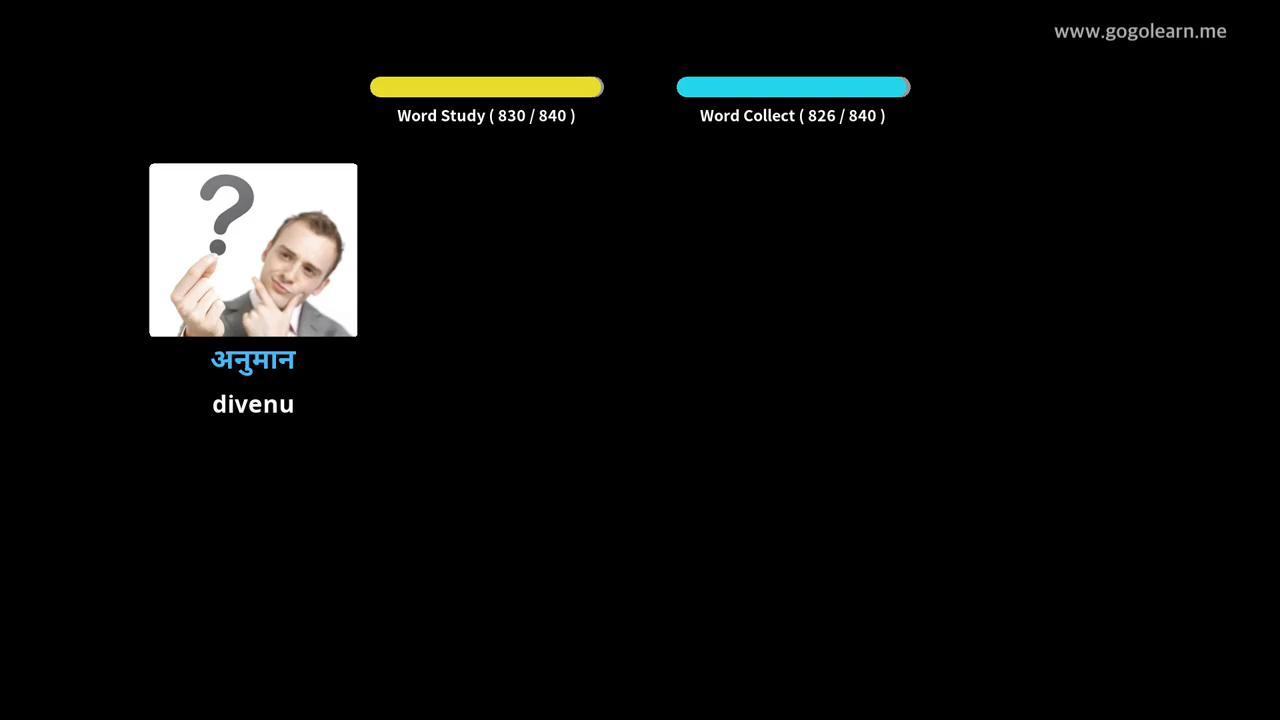 www.gogolearn.me
Word Study ( 830 / 840 )
Word Collect ( 826 / 840 )
?
अनुमान
divenu